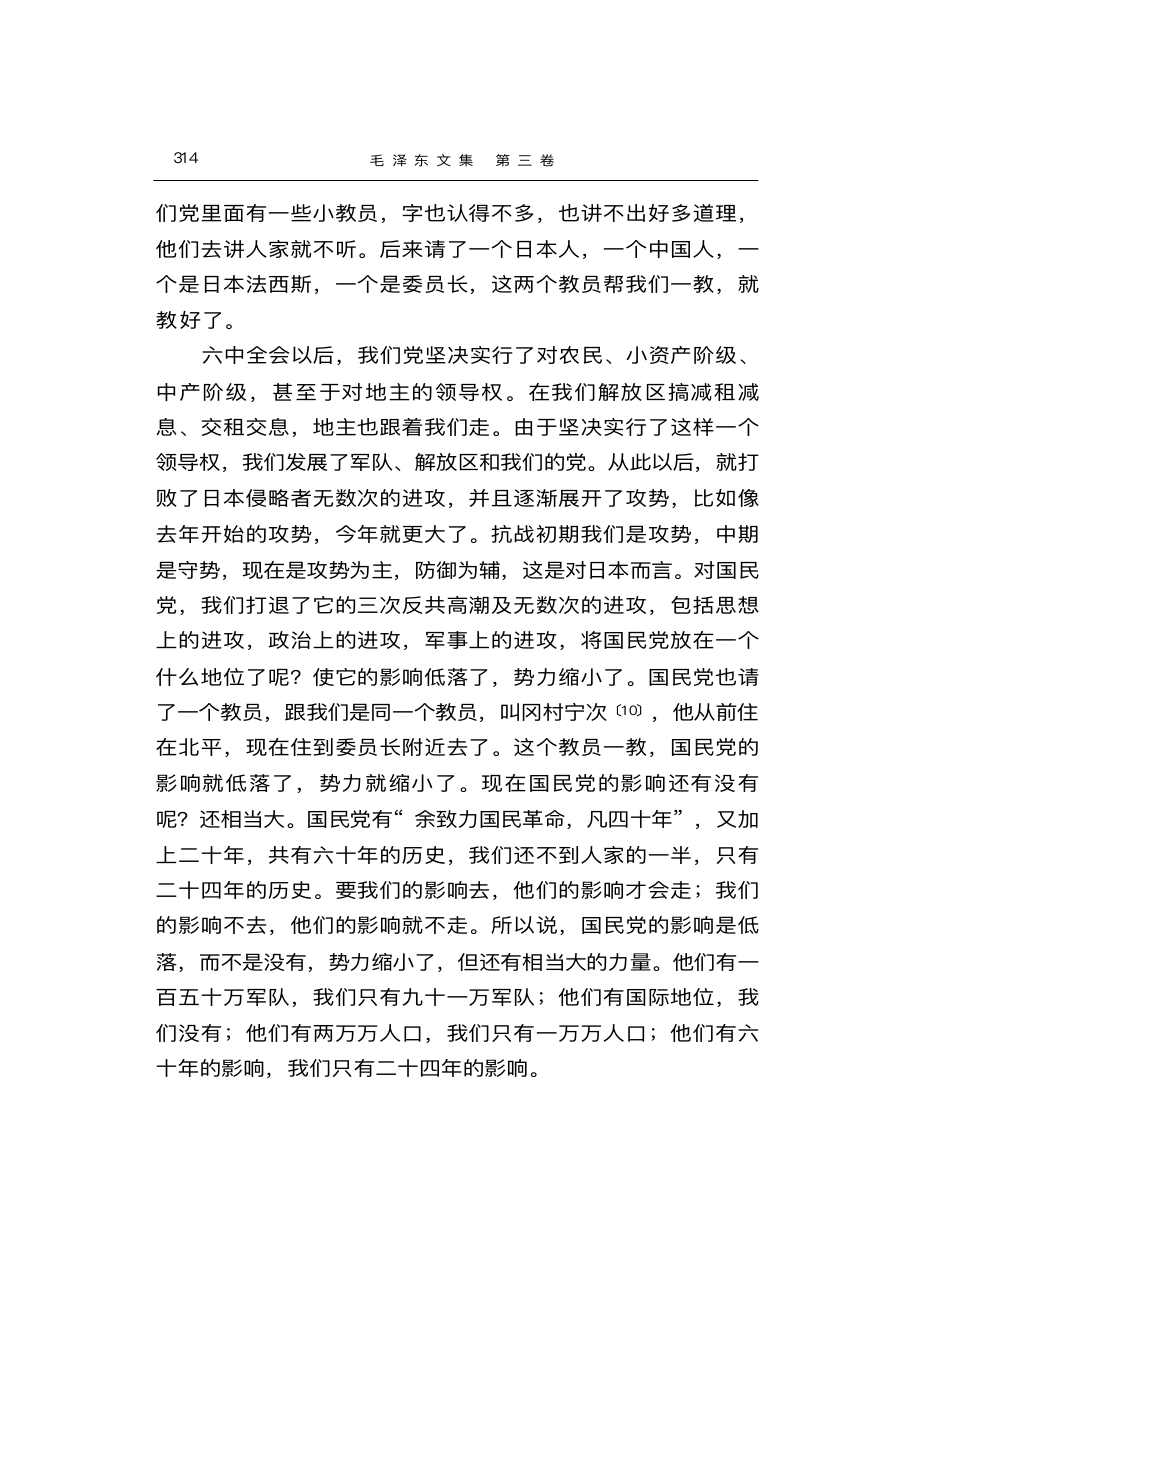 314
毛泽东文集 第三卷
们党里面有一些小教员，字也认得不多，也讲不出好多道理，
他们去讲人家就不听。后来请了一个日本人，一个中国人，一
个是日本法西斯，一个是委员长，这两个教员帮我们一教，就
教好了。
六中全会以后，我们党坚决实行了对农民、小资产阶级、
中产阶级，甚至于对地主的领导权。在我们解放区搞减租减
息、交租交息，地主也跟着我们走。由于坚决实行了这样一个
领导权，我们发展了军队、解放区和我们的党。从此以后，就打
败了日本侵略者无数次的进攻，并且逐渐展开了攻势，比如像
去年开始的攻势，今年就更大了。抗战初期我们是攻势，中期
是守势，现在是攻势为主，防御为辅，这是对日本而言。对国民
党，我们打退了它的三次反共高潮及无数次的进攻，包括思想
上的进攻，政治上的进攻，军事上的进攻，将国民党放在一个
什么地位了呢？使它的影响低落了，势力缩小了。国民党也请
了一个教员，跟我们是同一个教员，叫冈村宁次〔10〕，他从前住
在北平，现在住到委员长附近去了。这个教员一教，国民党的
影响就低落了，势力就缩小了。现在国民党的影响还有没有
呢？还相当大。国民党有“余致力国民革命，凡四十年”，又加
上二十年，共有六十年的历史，我们还不到人家的一半，只有
二十四年的历史。要我们的影响去，他们的影响才会走；我们
的影响不去，他们的影响就不走。所以说，国民党的影响是低
落，而不是没有，势力缩小了，但还有相当大的力量。他们有一
百五十万军队，我们只有九十一万军队；他们有国际地位，我
们没有；他们有两万万人口，我们只有一万万人口；他们有六
十年的影响，我们只有二十四年的影响。